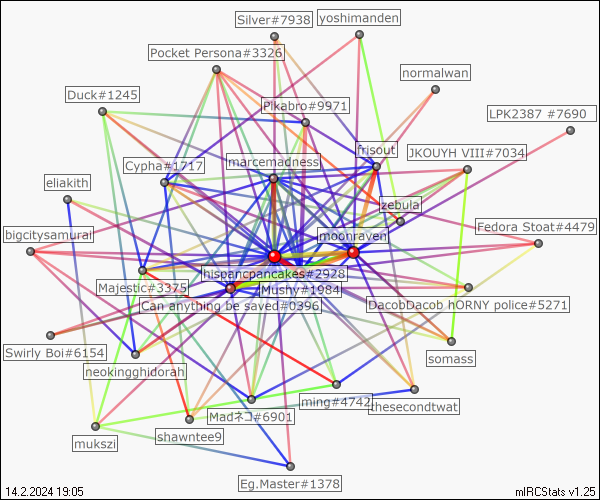 Silver#7938
yoshimanden
Pocket Persona#3326
normalwan
Duck#1245
Pikabro#9971
LPK2387 #7690
frisout
JKOUYH VIII#7034
Cypha#1717
marcemadness
eliakith
zebula
Fedora Stoat#4479
bigcitysamurai
moonraven
hispancpancakes#2928
Majestic#3375
Mushy#1984
Can anything be saved#0396
DacobDacob hORNY police#5271
Swirly Boi#6154
somass
neokingghidorah
ming#4742
thesecondtwat
Madネコ#6901
mukszi
shawntee9
Eg.Master#1378
14.2.2024 19:05
mIRCStats v1.25